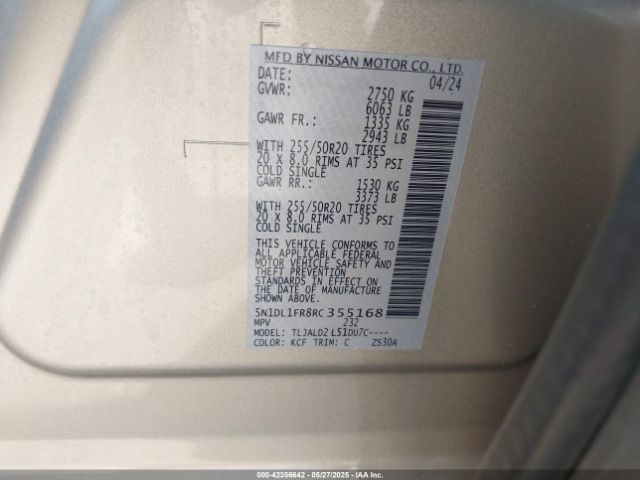 MFD BY NISSAN MOTOR CO., LTD.
DATE: 04/24
GVWR: 2750 KG
6063 LB
GAWR FR.: 1335 KG
2943 LB
WITH 255/50R20 TIRES
20 X 8.0 RIMS AT 35 PSI
COLD SINGLE
GAWR RR.: 1530 KG
3373 LB
WITH 255/50R20 TIRES
20 X 8.0 RIMS AT 35 PSI
COLD SINGLE
THIS VEHICLE CONFORMS TO
ALL APPLICABLE FEDERAL
MOTOR VEHICLE SAFETY AND
THEFT PREVENTION
STANDARDS IN EFFECT ON
THE DATE OF MANUFACTURE
SHOWN ABOVE.
5N1DL1FR8RC355168
MPV 232
MODEL: TLJALD2 L51DU7C----
COLOR: KCF TRIM: C ZS30A
000-42356642 / 05/27/2025 - IAA, Inc.